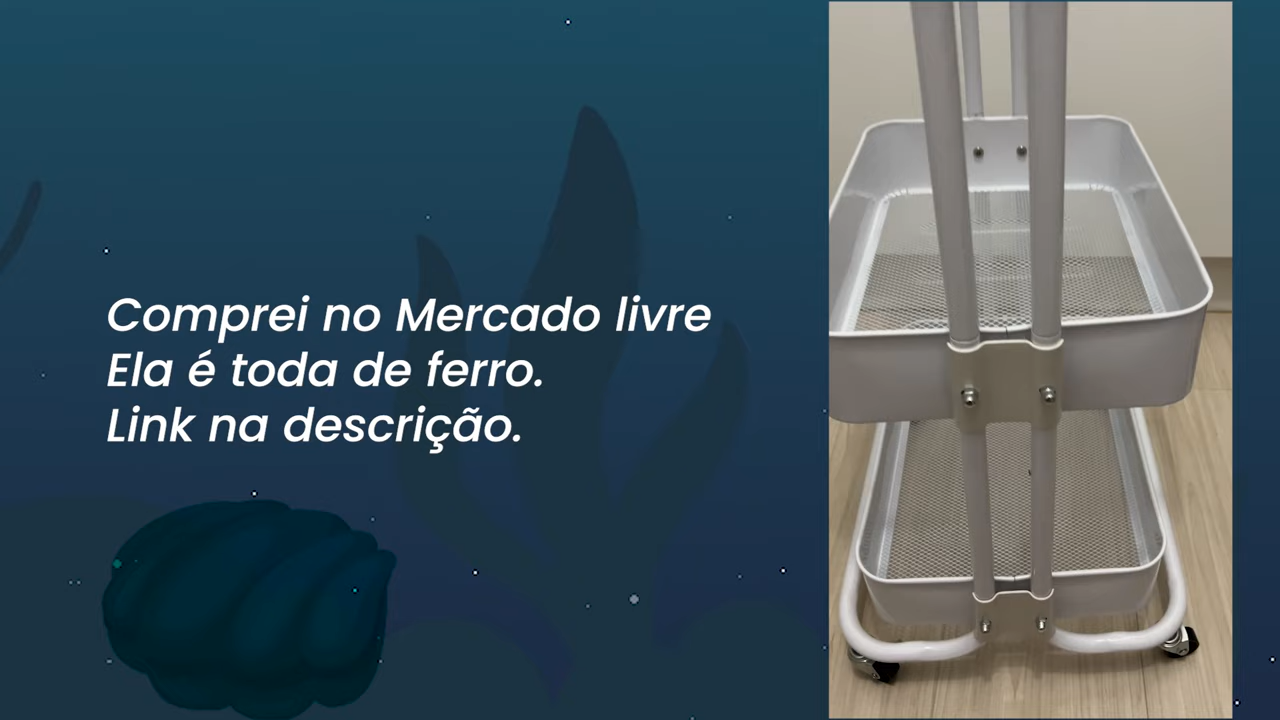 Comprei no Mercado livre
Ela é toda de ferro.
Link na descrição.